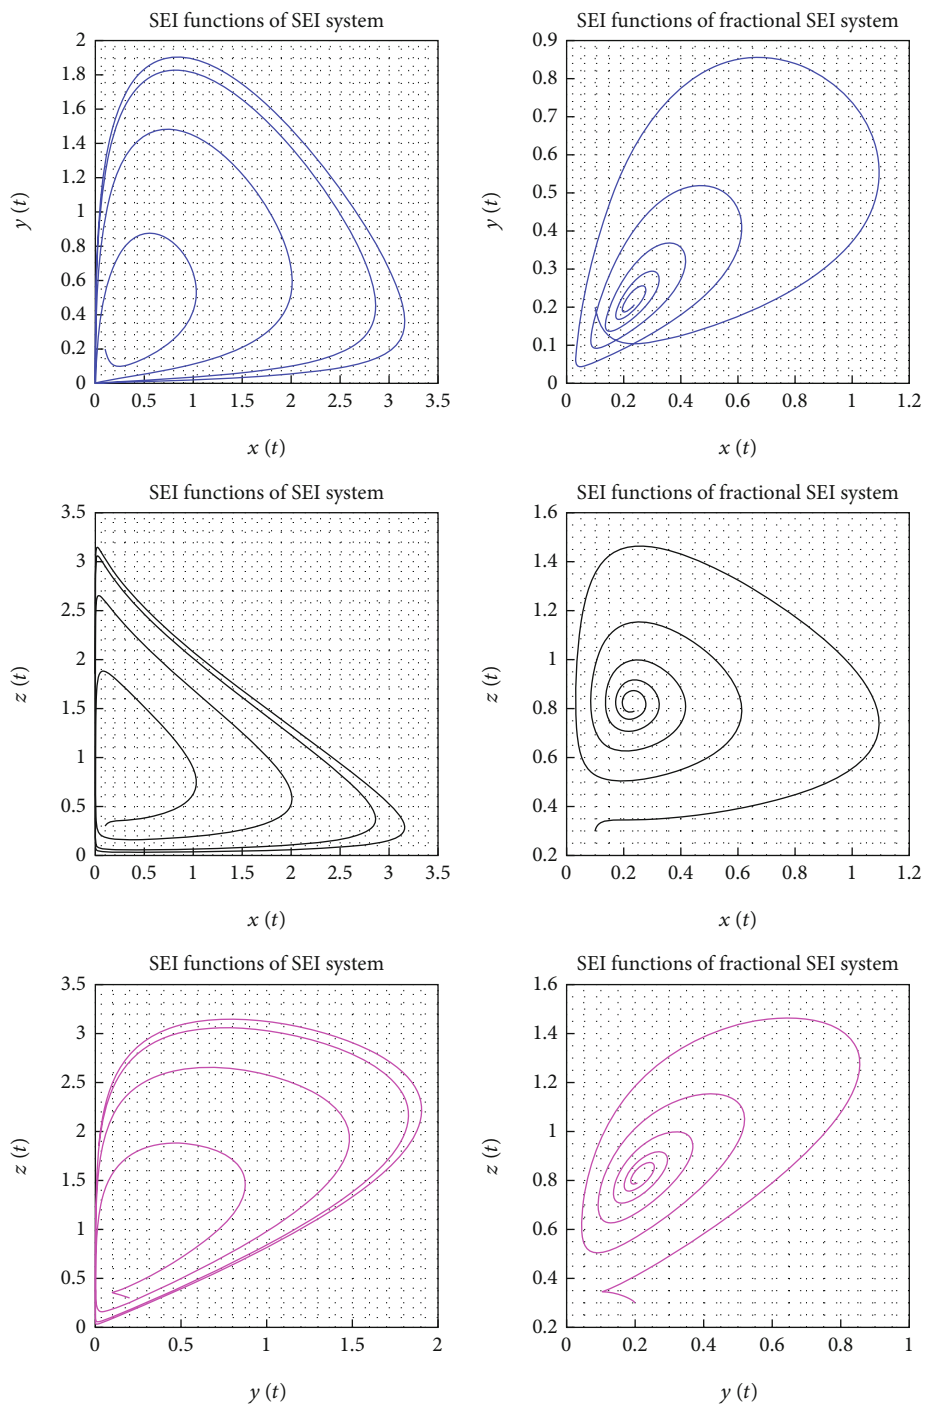 SEI functions of SEI system
2
1.8
1.6
1.4
1.2
1
0.8
0.6
0.4
0.2
0
0 0.5 1 1.5 2 2.5 3 3.5
y (t)
x (t)
SEI functions of fractional SEI system
0.9
0.8
0.7
0.6
0.5
0.4
0.3
0.2
0.1
0
0 0.2 0.4 0.6 0.8 1 1.2
y (t)
x (t)
SEI functions of SEI system
3.5
3
2.5
2
1.5
1
0.5
0
0 0.5 1 1.5 2 2.5 3 3.5
z (t)
x (t)
SEI functions of fractional SEI system
1.6
1.4
1.2
1
0.8
0.6
0.4
0.2
0 0.2 0.4 0.6 0.8 1 1.2
z (t)
x (t)
SEI functions of SEI system
3.5
3
2.5
2
1.5
1
0.5
0
0 0.5 1 1.5 2
z (t)
y (t)
SEI functions of fractional SEI system
1.6
1.4
1.2
1
0.8
0.6
0.4
0.2
0 0.2 0.4 0.6 0.8 1
z (t)
y (t)